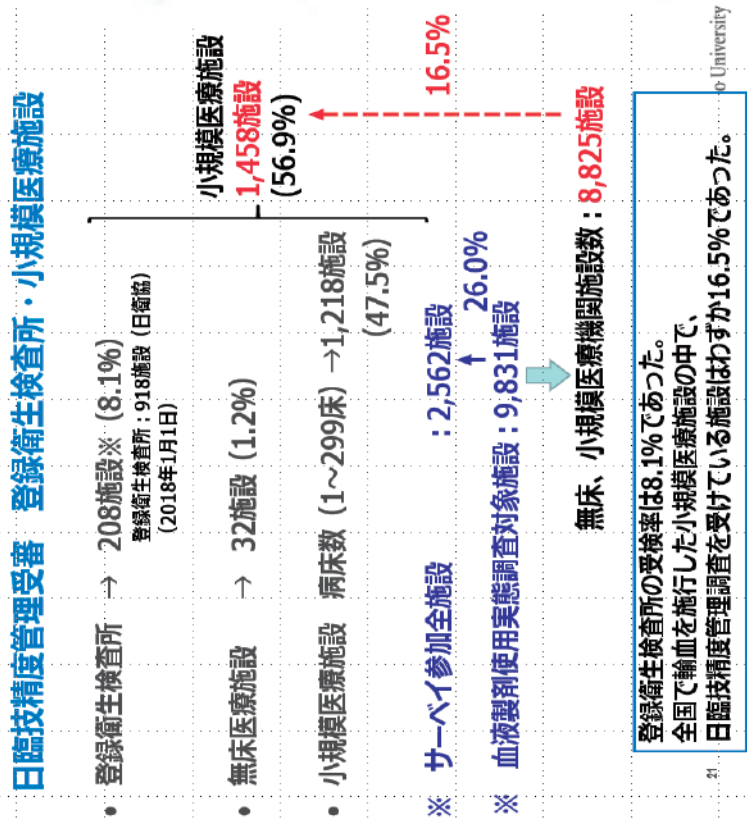 日臨技精度管理受審　登録衛生検査所・小規模医療施設
• 登録衛生検査所 → 208施設※（8.1%）
登録衛生検査所：918施設（日衛協）
（2018年1月1日）
• 無床医療施設 → 32施設（1.2%）
• 小規模医療施設　病床数（1～299床）→1,218施設
（47.5%）
小規模医療施設
1,458施設
（56.9%）
※ サーベイ参加全施設　：2,562施設
26.0%
※ 血液製剤使用実態調査対象施設：9,831施設
16.5%
無床、小規模医療機関施設数：8,825施設
登録衛生検査所の受検率は8.1%であった。
全国で輸血を施行した小規模医療施設の中で、
日臨技精度管理調査を受けている施設はわずか16.5%であった。
21
University